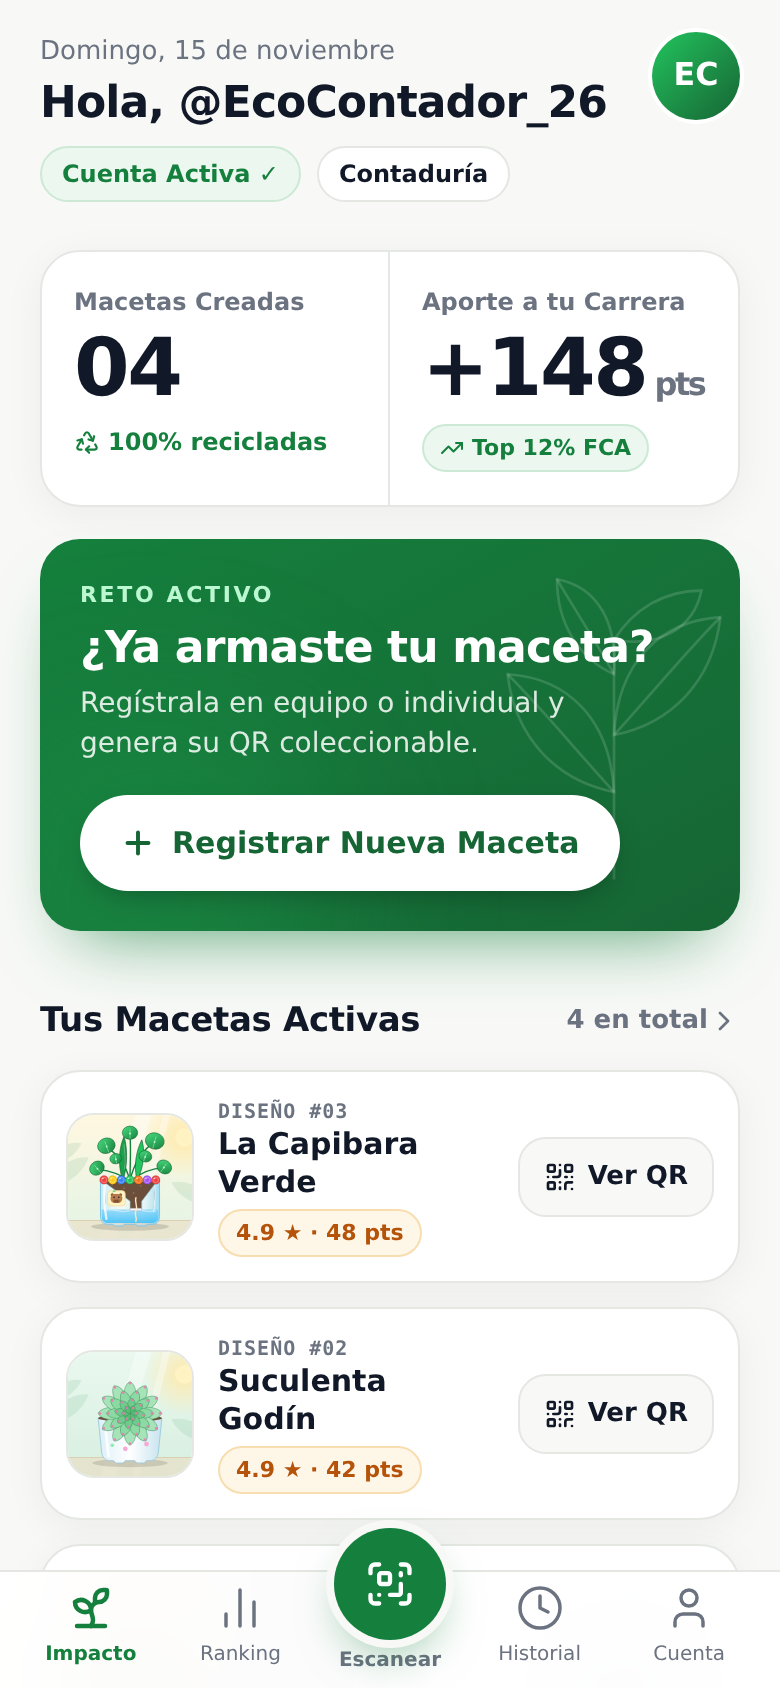 Domingo, 15 de noviembre
Hola, @EcoContador_26
EC
Cuenta Activa ✓
Contaduría
Macetas Creadas
04
100% recicladas
Aporte a tu Carrera
+148 pts
Top 12% FCA
RETO ACTIVO
¿Ya armaste tu maceta?
Regístrala en equipo o individual y
genera su QR coleccionable.
+ Registrar Nueva Maceta
Tus Macetas Activas
4 en total
DISEÑO #03
La Capibara
Verde
4.9 ★ · 48 pts
Ver QR
DISEÑO #02
Suculenta
Godín
4.9 ★ · 42 pts
Ver QR
Impacto
Ranking
Escanear
Historial
Cuenta